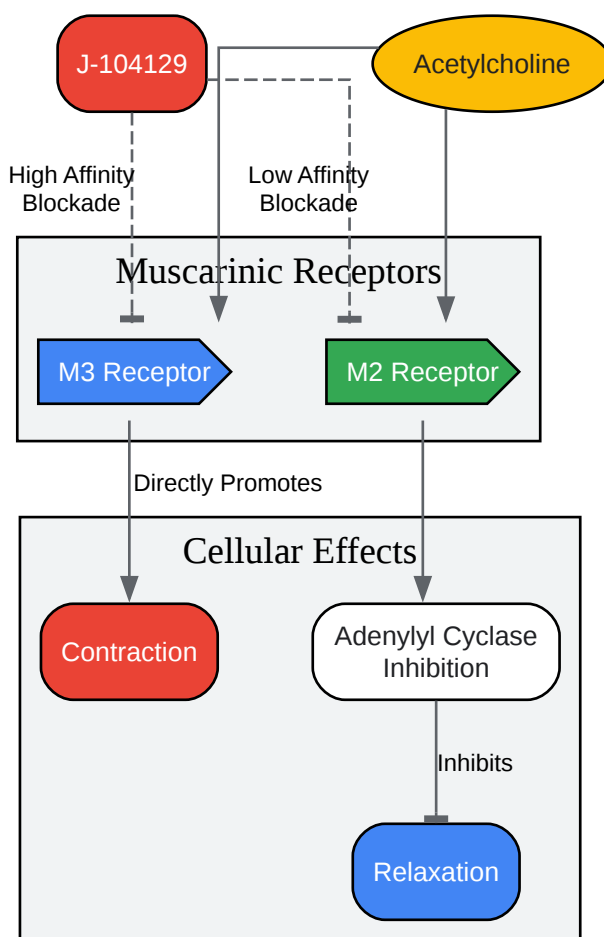 J-104129
Acetylcholine
High Affinity
Blockade
Low Affinity
Blockade
Muscarinic Receptors
M3 Receptor
M2 Receptor
Directly Promotes
Cellular Effects
Contraction
Adenylyl Cyclase
Inhibition
Inhibits
Relaxation